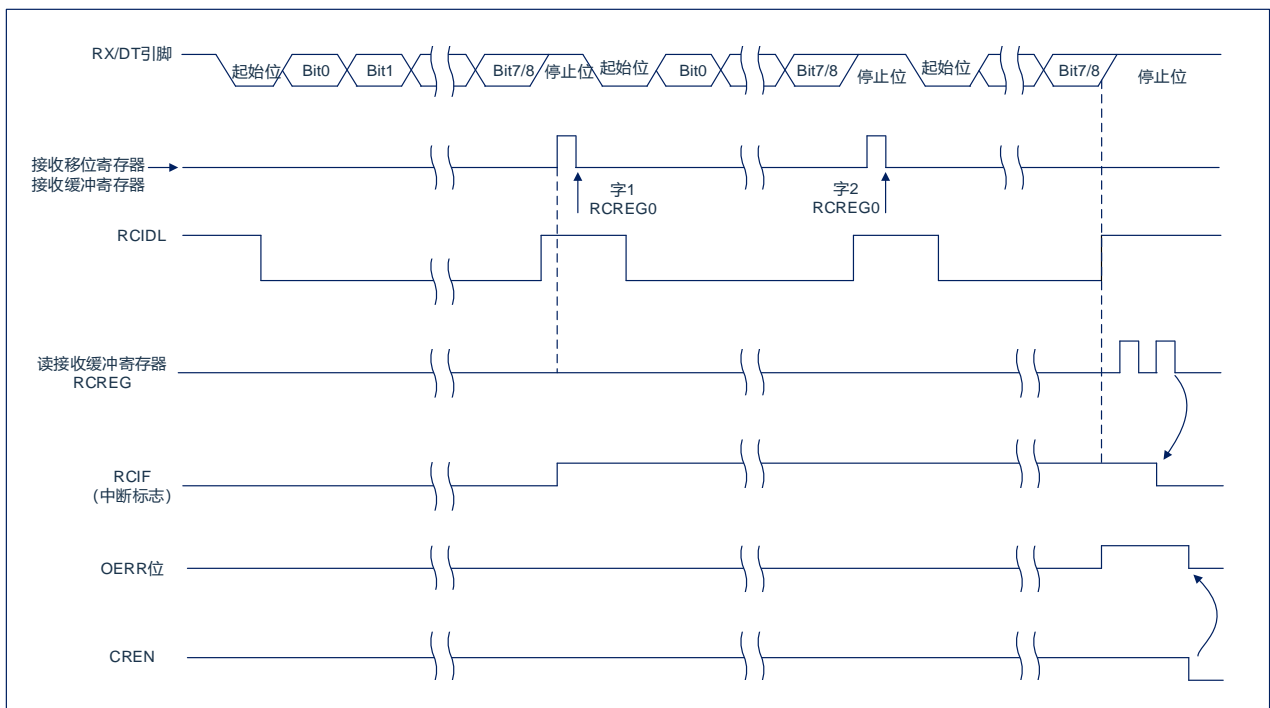 RX/DT引脚
起始位
Bit0
Bit1
Bit7/8
停止位
起始位
Bit0
Bit7/8
停止位
起始位
Bit7/8
停止位
接收移位寄存器
接收缓冲寄存器
字1
RCREG0
字2
RCREG0
RCIDL
读接收缓冲寄存器
RCREG
RCIF
（中断标志）
OERR位
CREN